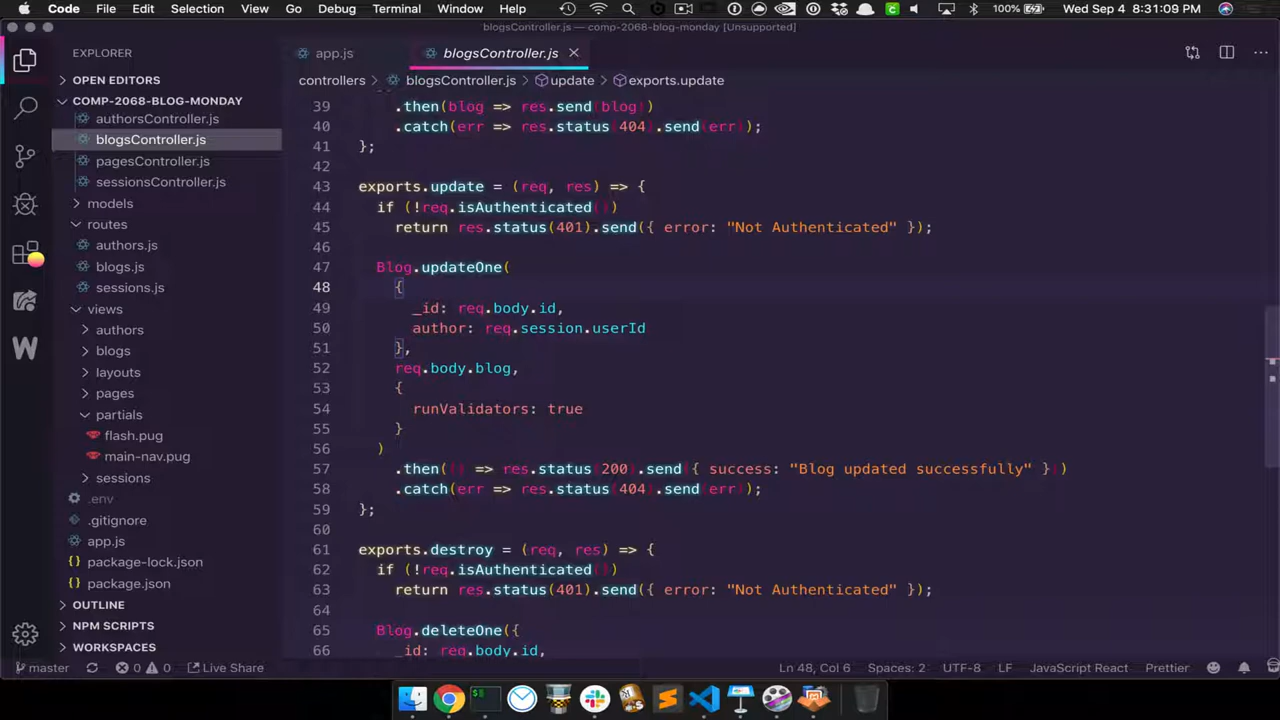 Code File Edit Selection View Go Debug Terminal Window Help 100% Wed Sep 4 8:31:09 PM
blogsController.js — comp-2068-blog-monday [Unsupported]
EXPLORER
app.js
blogsController.js
OPEN EDITORS
COMP-2068-BLOG-MONDAY
authorsController.js
blogsController.js
pagesController.js
sessionsController.js
models
routes
authors.js
blogs.js
sessions.js
views
authors
blogs
layouts
pages
partials
flash.pug
main-nav.pug
sessions
.env
.gitignore
app.js
package-lock.json
package.json
OUTLINE
NPM SCRIPTS
WORKSPACES
controllers > blogsController.js > update > exports.update
39 .then(blog => res.send(blog))
40 .catch(err => res.status(404).send(err));
41 };
42
43 exports.update = (req, res) => {
44 if (!req.isAuthenticated())
45 return res.status(401).send({ error: "Not Authenticated" });
46
47 Blog.updateOne(
48 {
49 _id: req.body.id,
50 author: req.session.userId
51 },
52 req.body.blog,
53 {
54 runValidators: true
55 }
56 )
57 .then(() => res.status(200).send({ success: "Blog updated successfully" }))
58 .catch(err => res.status(404).send(err));
59 };
60
61 exports.destroy = (req, res) => {
62 if (!req.isAuthenticated())
63 return res.status(401).send({ error: "Not Authenticated" });
64
65 Blog.deleteOne({
66 _id: req.body.id,
master 0 0 Live Share Ln 48, Col 6 Spaces: 2 UTF-8 LF JavaScript React Prettier